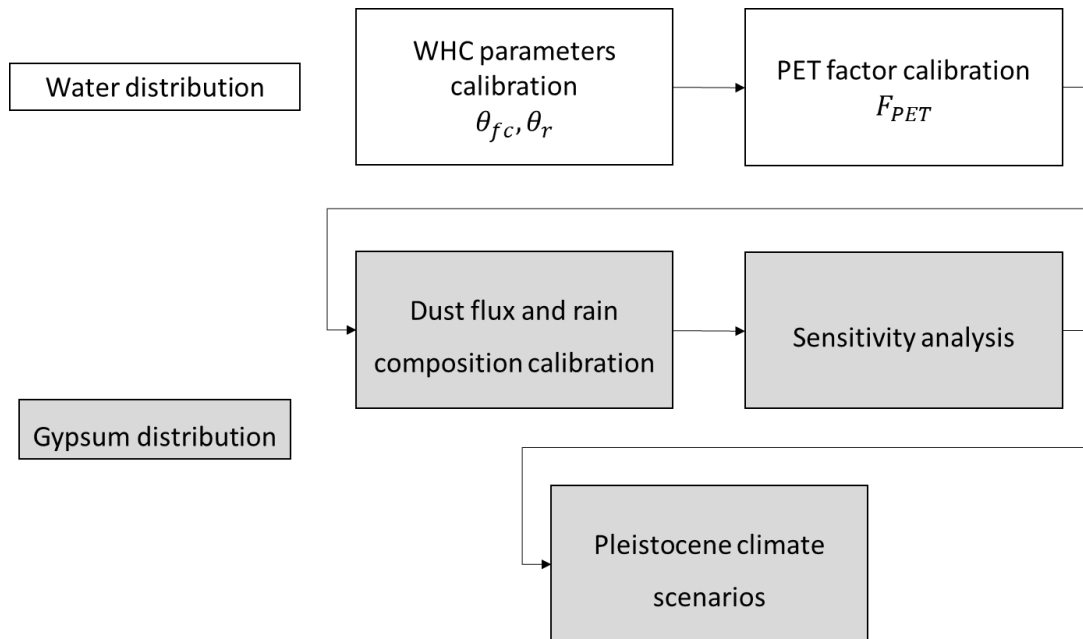 Water distribution
WHC parameters
calibration
θfc, θr
PET factor calibration
FPET
Dust flux and rain
composition calibration
Sensitivity analysis
Gypsum distribution
Pleistocene climate
scenarios